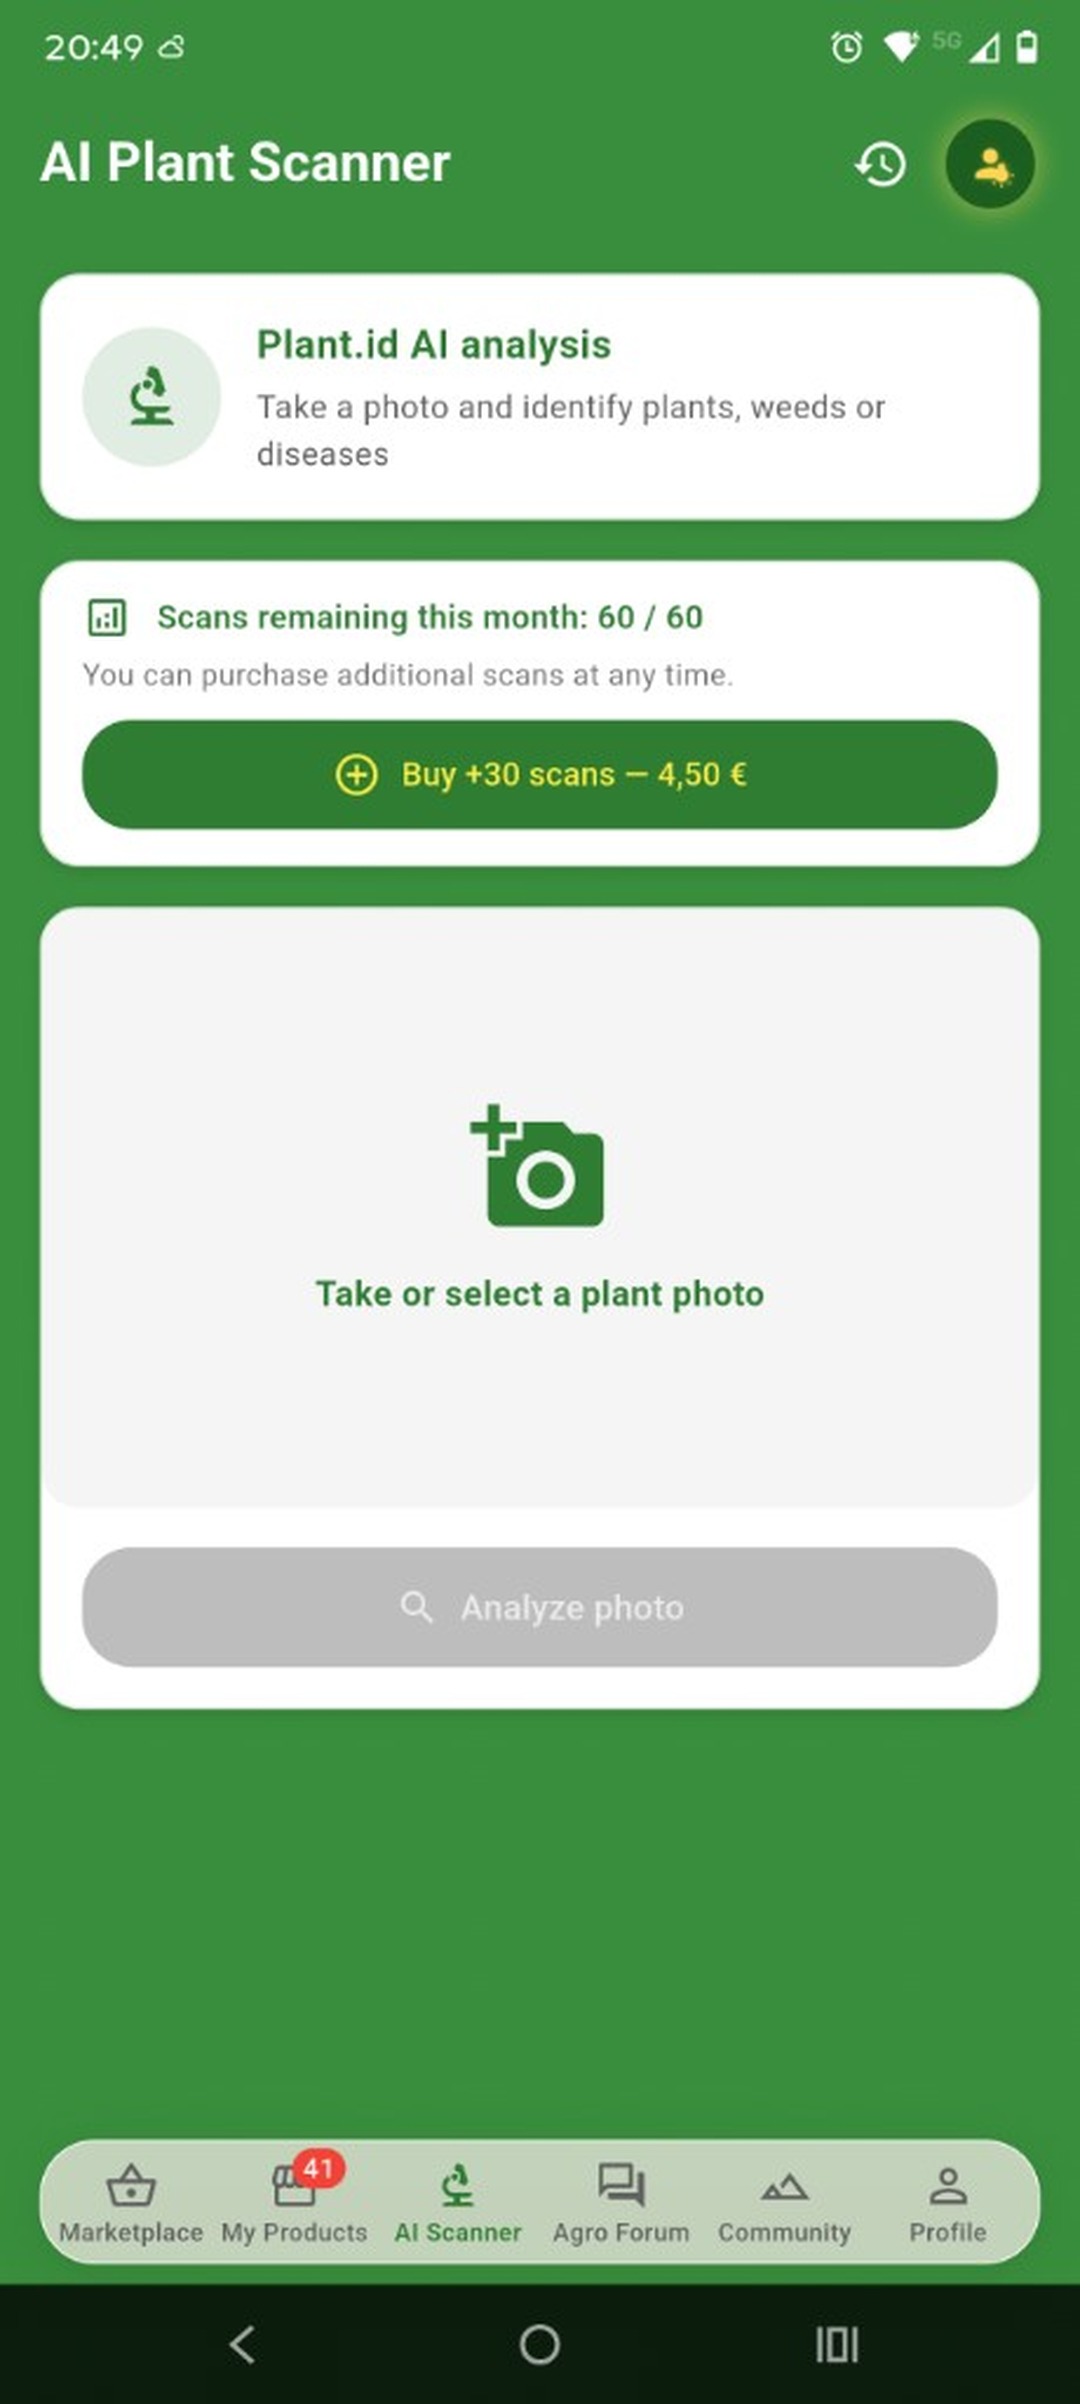 20:49
5G
AI Plant Scanner
Plant.id AI analysis
Take a photo and identify plants, weeds or
diseases
Scans remaining this month: 60 / 60
You can purchase additional scans at any time.
Buy +30 scans — 4,50 €
Take or select a plant photo
Analyze photo
41
Marketplace My Products AI Scanner Agro Forum Community Profile